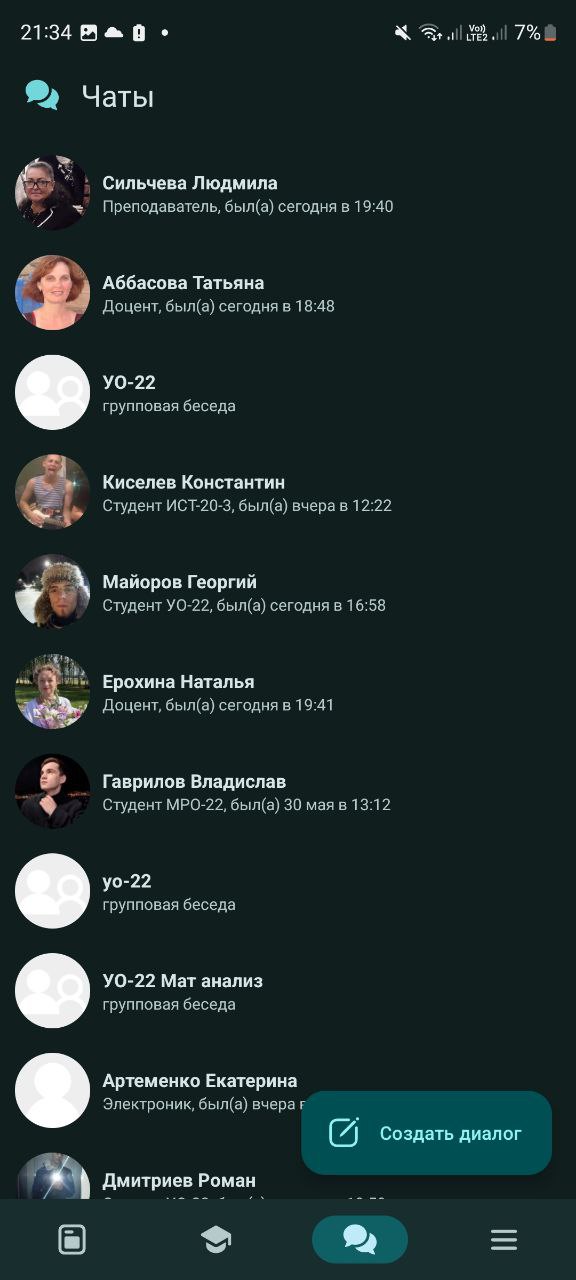 21:34
Vo))
LTE2
7%
Чаты
Сильчева Людмила
Преподаватель, был(а) сегодня в 19:40
Аббасова Татьяна
Доцент, был(а) сегодня в 18:48
УО-22
групповая беседа
Киселев Константин
Студент ИСТ-20-3, был(а) вчера в 12:22
Майоров Георгий
Студент УО-22, был(а) сегодня в 16:58
Ерохина Наталья
Доцент, был(а) сегодня в 19:41
Гаврилов Владислав
Студент МРО-22, был(а) 30 мая в 13:12
уо-22
групповая беседа
УО-22 Мат анализ
групповая беседа
Артеменко Екатерина
Электроник, был(а) вчера в
Создать диалог
Дмитриев Роман